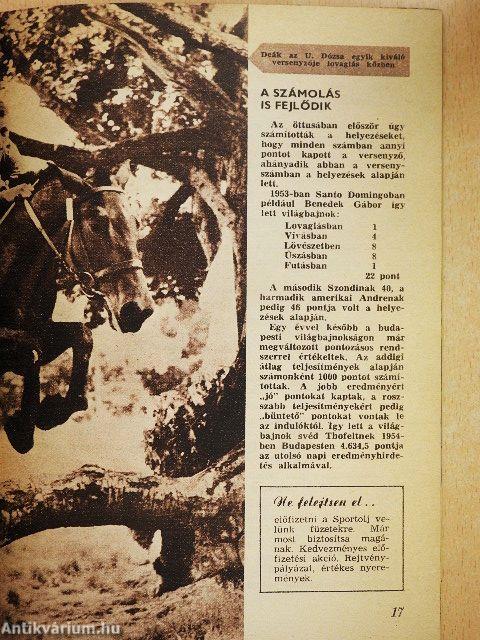 Deák az U. Dózsa egyik kiváló
versenyzője lovaglás közben
A SZÁMOLÁS
IS FEJLŐDIK
Az öttusában először úgy
számították a helyezéseket,
hogy minden számban annyi
pontot kapott a versenyző,
ahányadik abban a verseny-
számban a helyezések alapján
lett.
1953-ban Santo Domingoban
például Benedek Gábor így
lett világbajnok:
Lovaglásban 1
Vívásban 4
Lövészetben 8
Úszásban 8
Futásban 1
22 pont
A második Szondinak 40, a
harmadik amerikai Andrenak
pedig 46 pontja volt a helye-
zések alapján.
Egy évvel később a buda-
pesti világbajnokságon már
megváltozott pontozásos rend-
szerrel értékeltek. Az addigi
átlag teljesítmények alapján
számonként 1000 pontot számí-
tottak. A jobb eredményért
„jó” pontokat kaptak, a rosz-
szabb teljesítményekért pedig
„büntető” pontokat vontak le
az indulóktól. Így lett a világ-
bajnok svéd Thofeltnek 1954-
ben Budapesten 4.634,5 pontja
az utolsó napi eredményhirde-
tés alkalmával.
Ne felejtsen el..
előfizetni a Sportolj ve-
lünk füzetekre. Már
most biztosítsa magá-
nak. Kedvezményes elő-
fizetési akció. Rejtvény-
pályázat, értékes nyere-
mények.
17
Antikvárium.hu